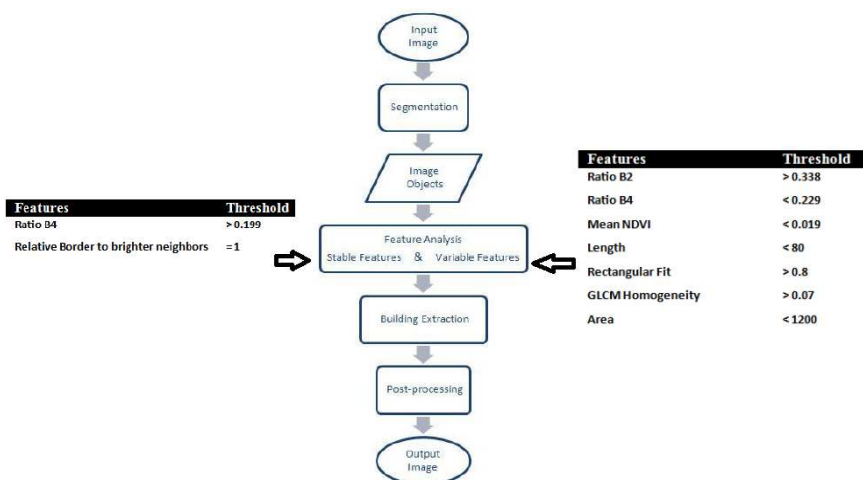 Input
Image
Segmentation
Image
Objects
Features Threshold
Ratio B4 > 0.199
Relative Border to brighter neighbors =1
Feature Analysis
Stable Features & Variable Features
Features Threshold
Ratio B2 > 0.338
Ratio B4 < 0.229
Mean NDVI < 0.019
Length < 80
Rectangular Fit > 0.8
GLCM Homogeneity > 0.07
Area < 1200
Building Extraction
Post-processing
Output
Image